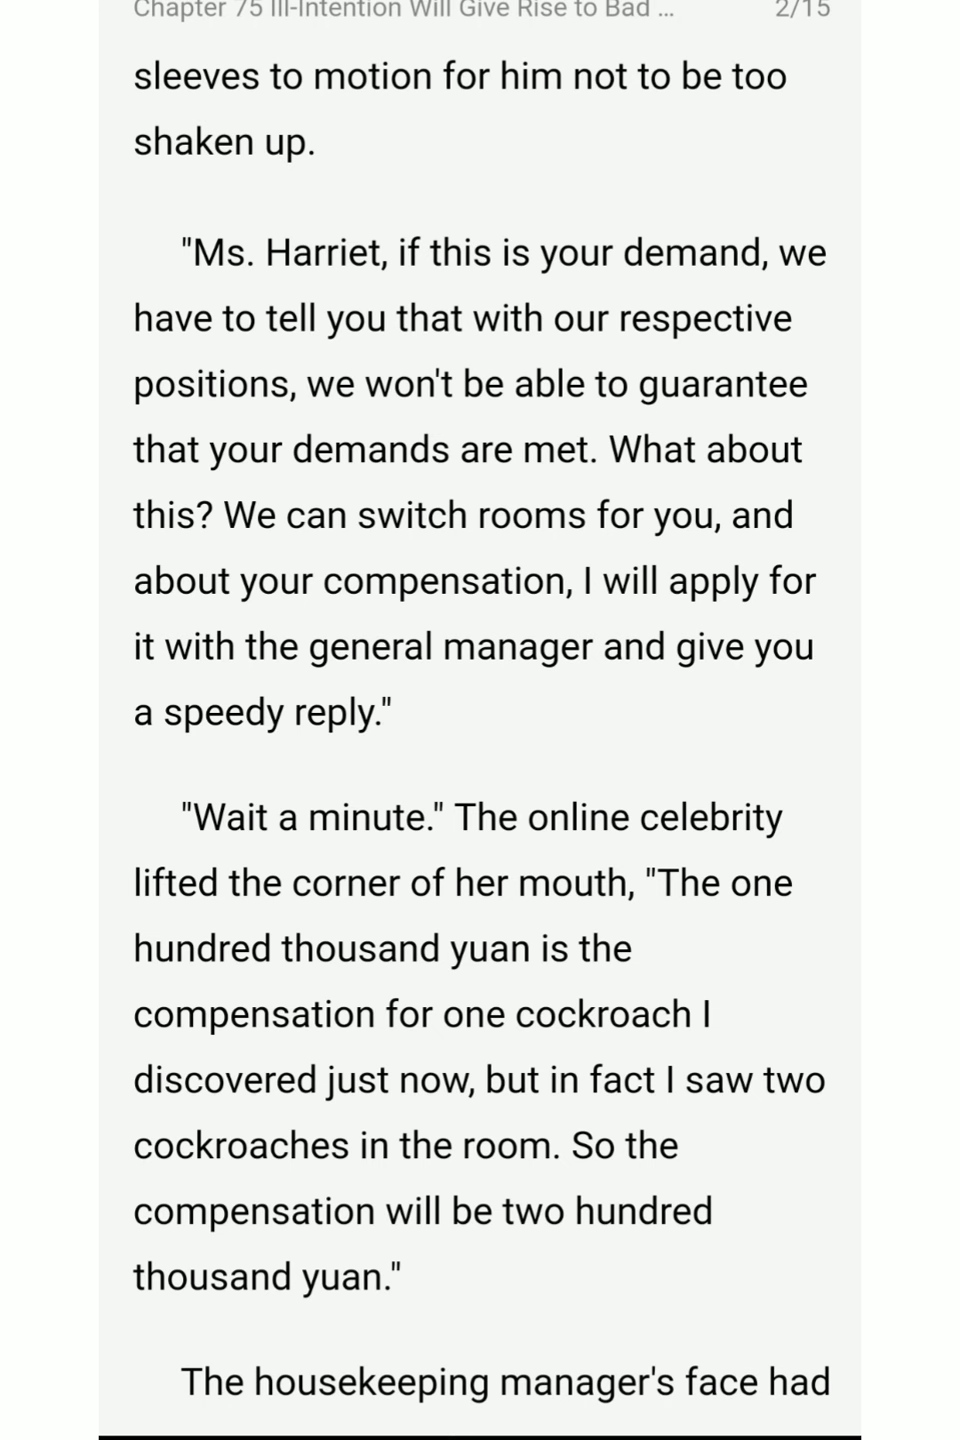 Chapter 75 Ill-Intention Will Give Rise to Bad ... 2/15
sleeves to motion for him not to be too
shaken up.
"Ms. Harriet, if this is your demand, we
have to tell you that with our respective
positions, we won't be able to guarantee
that your demands are met. What about
this? We can switch rooms for you, and
about your compensation, I will apply for
it with the general manager and give you
a speedy reply."
"Wait a minute." The online celebrity
lifted the corner of her mouth, "The one
hundred thousand yuan is the
compensation for one cockroach I
discovered just now, but in fact I saw two
cockroaches in the room. So the
compensation will be two hundred
thousand yuan."
The housekeeping manager's face had